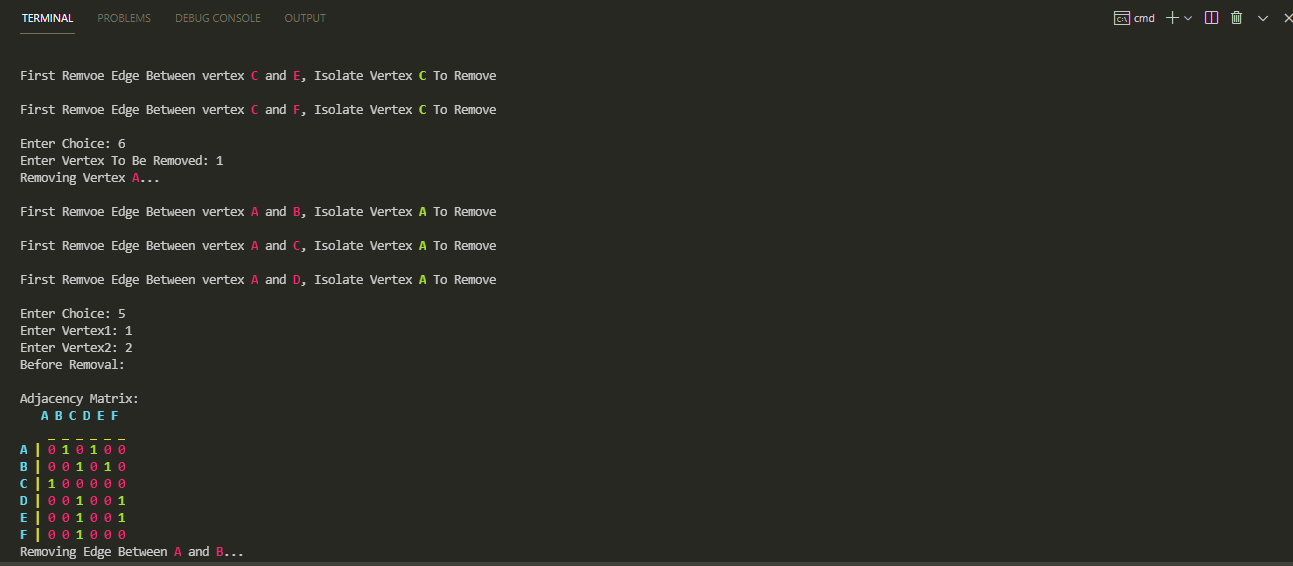 TERMINAL PROBLEMS DEBUG CONSOLE OUTPUT cmd
First Remvoe Edge Between vertex C and E, Isolate Vertex C To Remove
First Remvoe Edge Between vertex C and F, Isolate Vertex C To Remove
Enter Choice: 6
Enter Vertex To Be Removed: 1
Removing Vertex A...
First Remvoe Edge Between vertex A and B, Isolate Vertex A To Remove
First Remvoe Edge Between vertex A and C, Isolate Vertex A To Remove
First Remvoe Edge Between vertex A and D, Isolate Vertex A To Remove
Enter Choice: 5
Enter Vertex1: 1
Enter Vertex2: 2
Before Removal:
Adjacency Matrix:
A B C D E F
_ _ _ _ _ _
A | 0 1 0 1 0 0
B | 0 0 1 0 1 0
C | 1 0 0 0 0 0
D | 0 0 1 0 0 1
E | 0 0 1 0 0 1
F | 0 0 1 0 0 0
Removing Edge Between A and B...